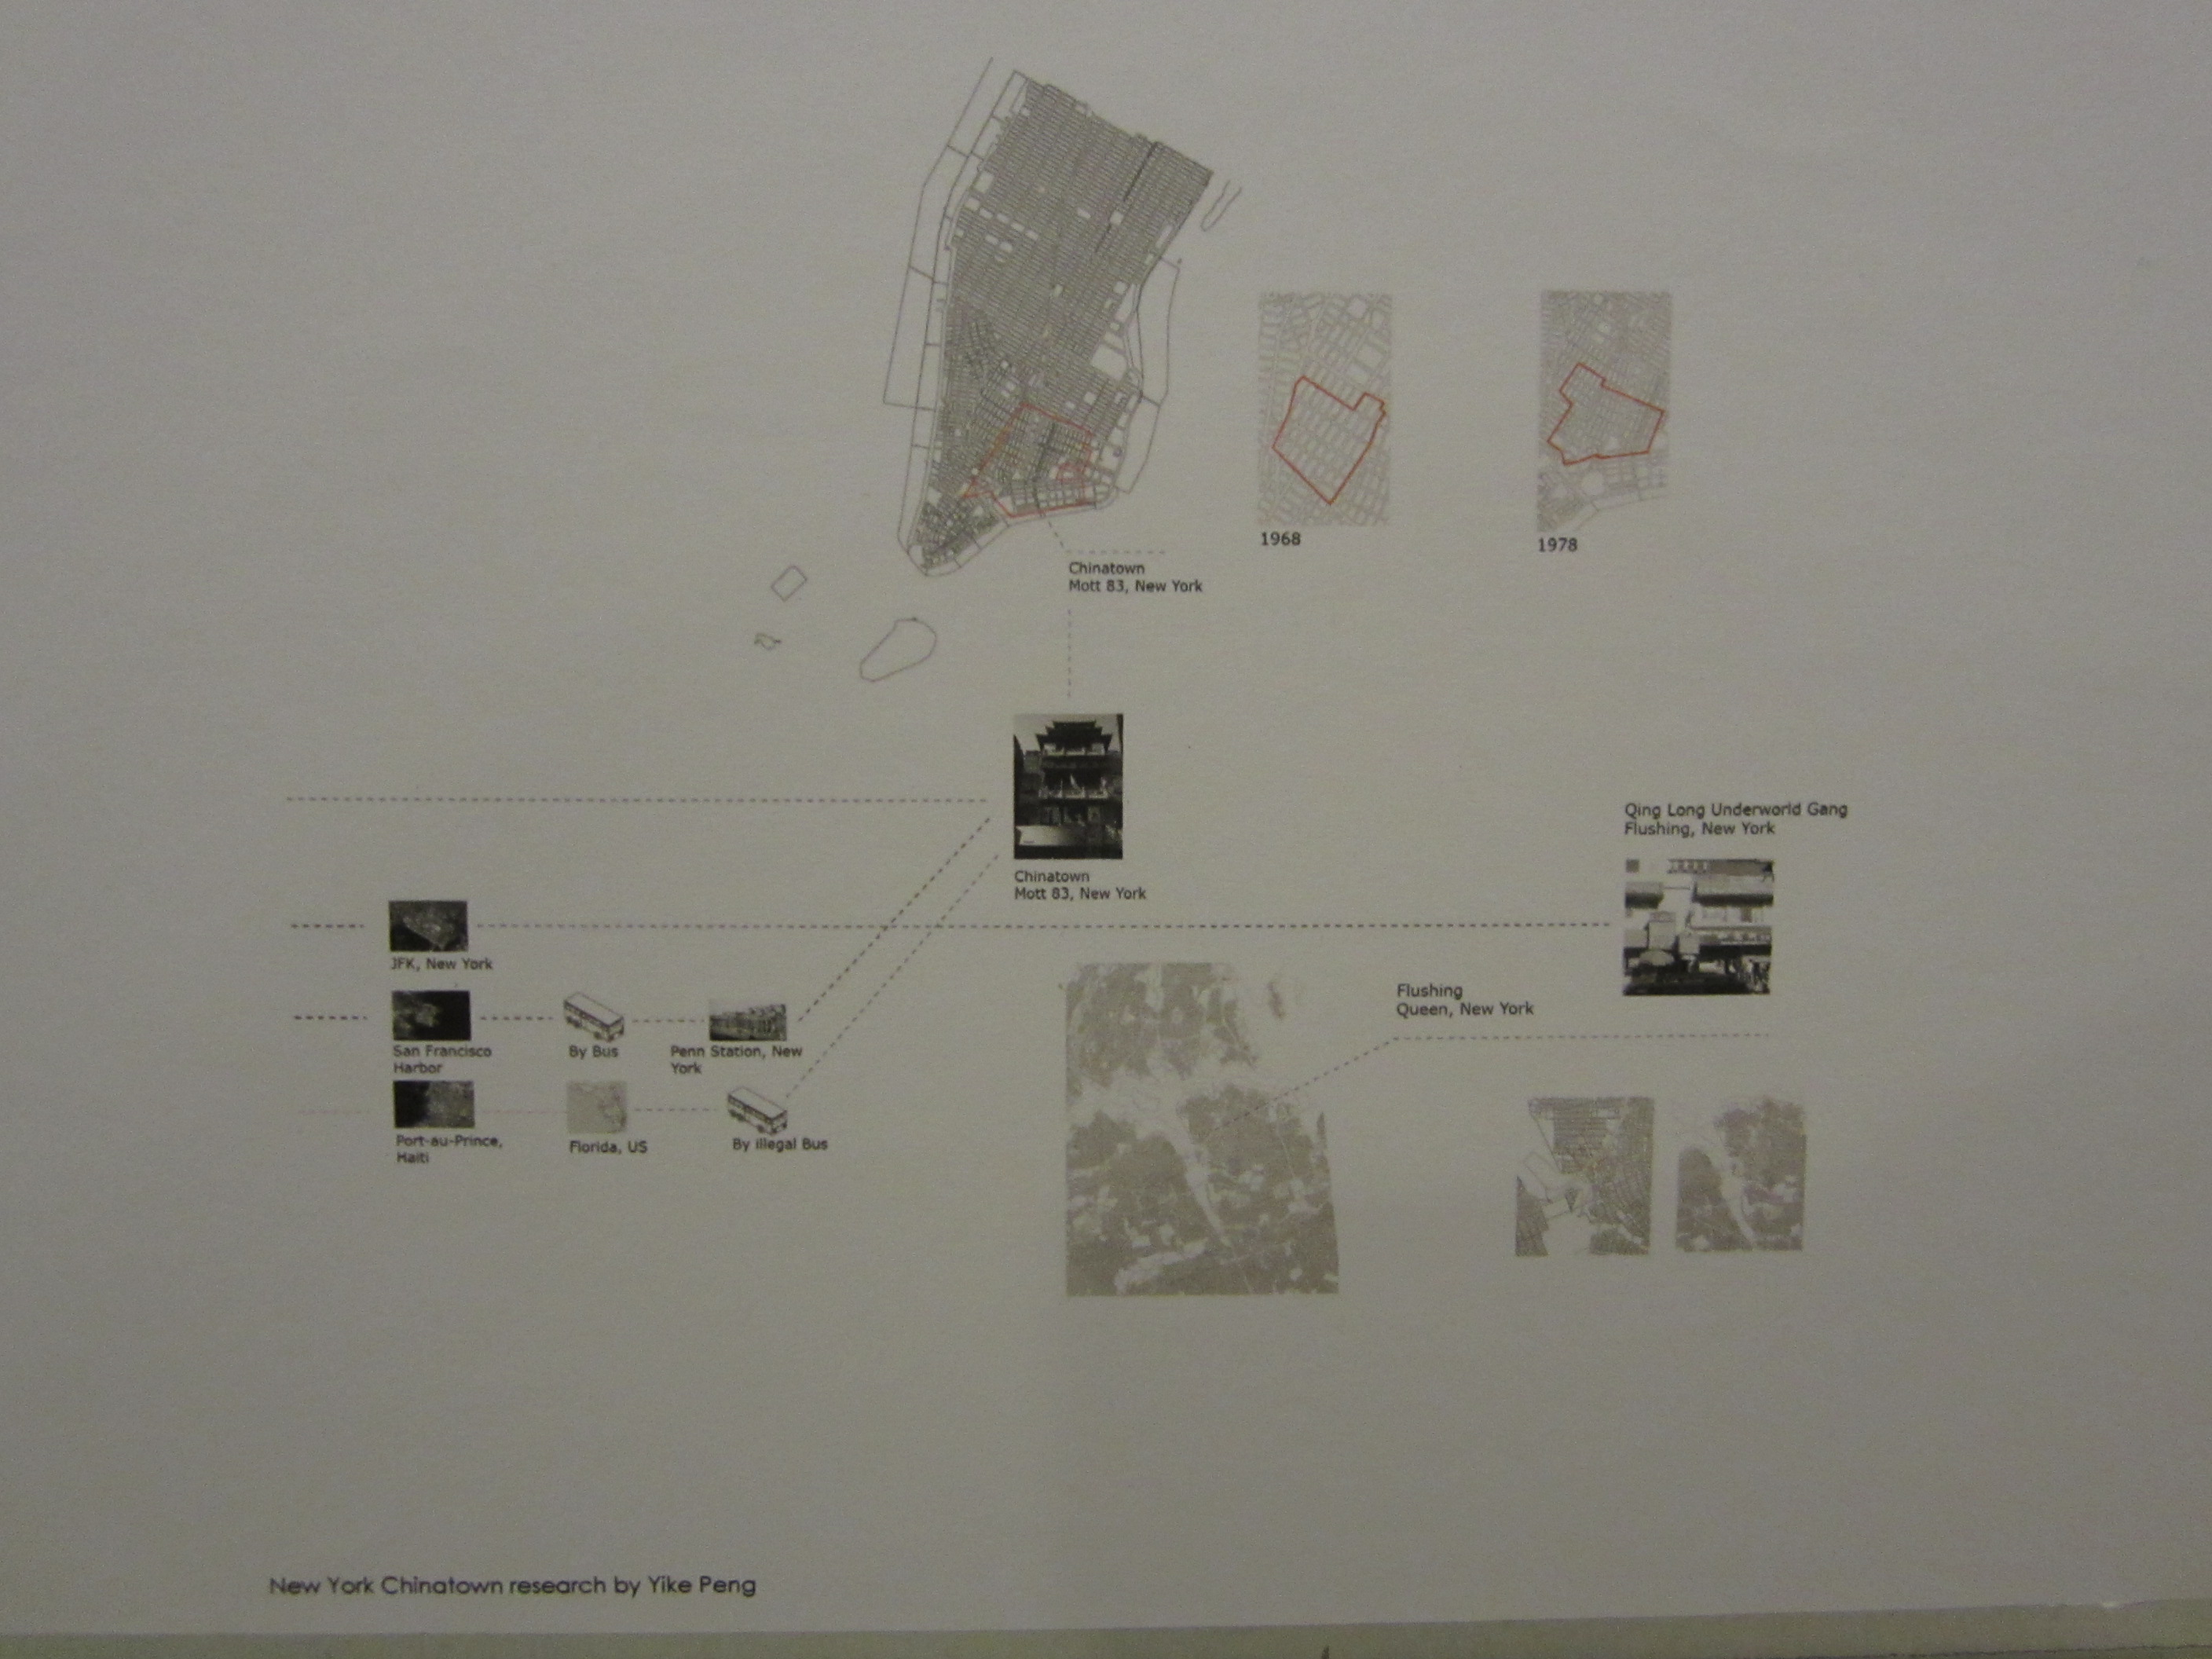 1968
1978
Chinatown
Mott 83, New York
Chinatown
Mott 83, New York
Qing Long Underworld Gang
Flushing, New York
JFK, New York
Flushing
Queen, New York
San Francisco
Harbor
By Bus
Penn Station, New
York
Port-au-Prince,
Haiti
Florida, US
By illegal Bus
New York Chinatown research by Yike Peng